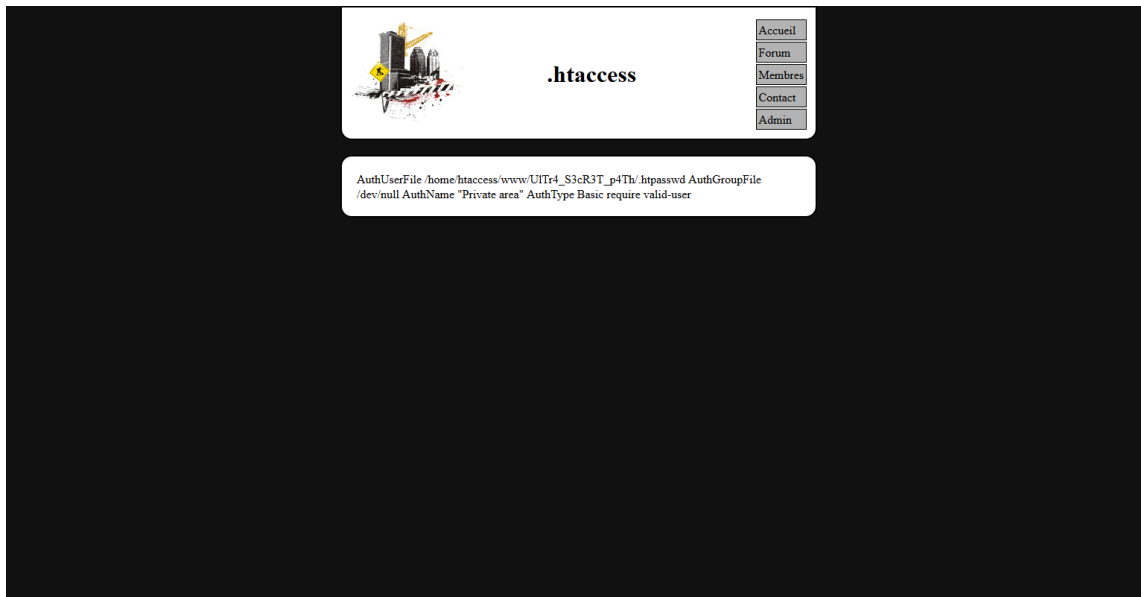 .htaccess
Accueil
Forum
Membres
Contact
Admin
AuthUserFile /home/htaccess/www/UlTr4_S3cR3T_p4Th/.htpasswd AuthGroupFile
/dev/null AuthName "Private area" AuthType Basic require valid-user